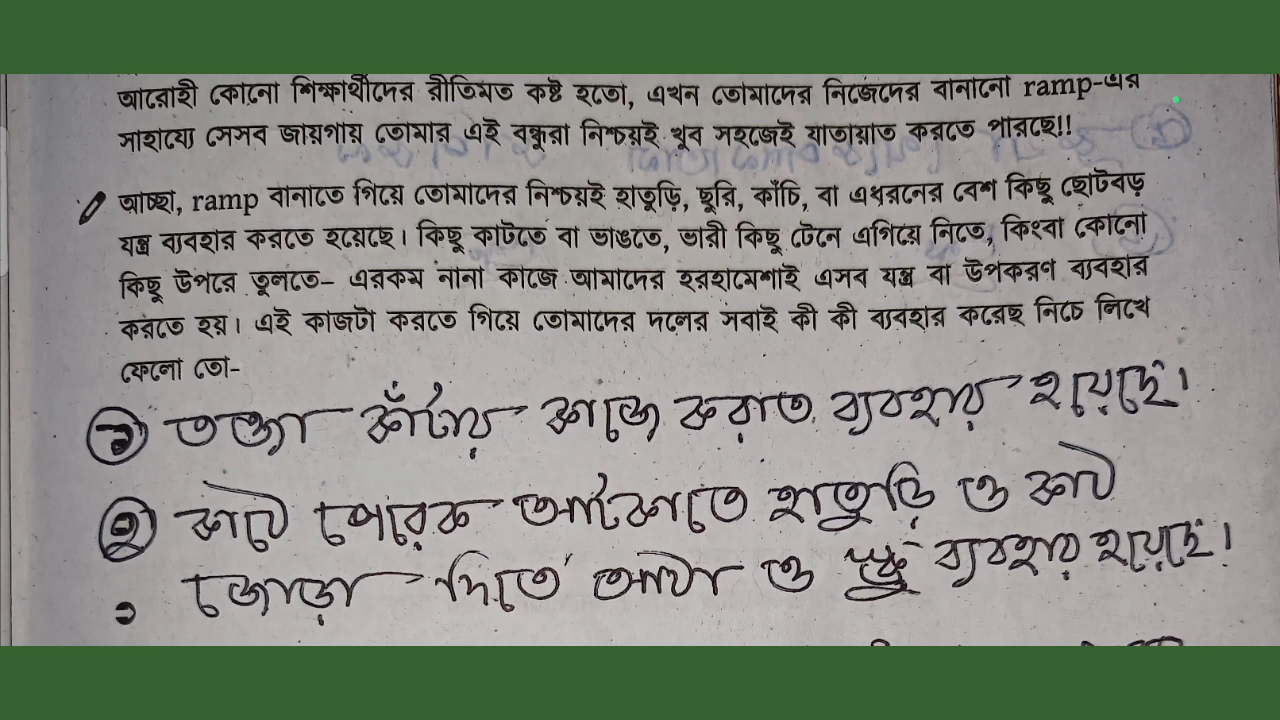 আরোহী কোনো শিক্ষার্থীদের রীতিমত কষ্ট হতো, এখন তোমাদের নিজেদের বানানো ramp-এর
সাহায্যে সেসব জায়গায় তোমার এই বন্ধুরা নিশ্চয়ই খুব সহজেই যাতায়াত করতে পারছে!!
আচ্ছা, ramp বানাতে গিয়ে তোমাদের নিশ্চয়ই হাতুড়ি, ছুরি, কাঁচি, বা এধরনের বেশ কিছু ছোটবড়
যন্ত্র ব্যবহার করতে হয়েছে। কিছু কাটতে বা ভাঙতে, ভারী কিছু টেনে এগিয়ে নিতে, কিংবা কোনো
কিছু উপরে তুলতে- এরকম নানা কাজে আমাদের হরহামেশাই এসব যন্ত্র বা উপকরণ ব্যবহার
করতে হয়। এই কাজটা করতে গিয়ে তোমাদের দলের সবাই কী কী ব্যবহার করেছ নিচে লিখে
ফেলো তো-
১ তক্তা কাঁটার কাজে করাত ব্যবহার হয়েছে।
২ কাঠে পেরেক আটকাতে হাতুড়ি ও কাঠ
জোড়া দিতে আঠা ও স্ক্রু ব্যবহার হয়েছে।